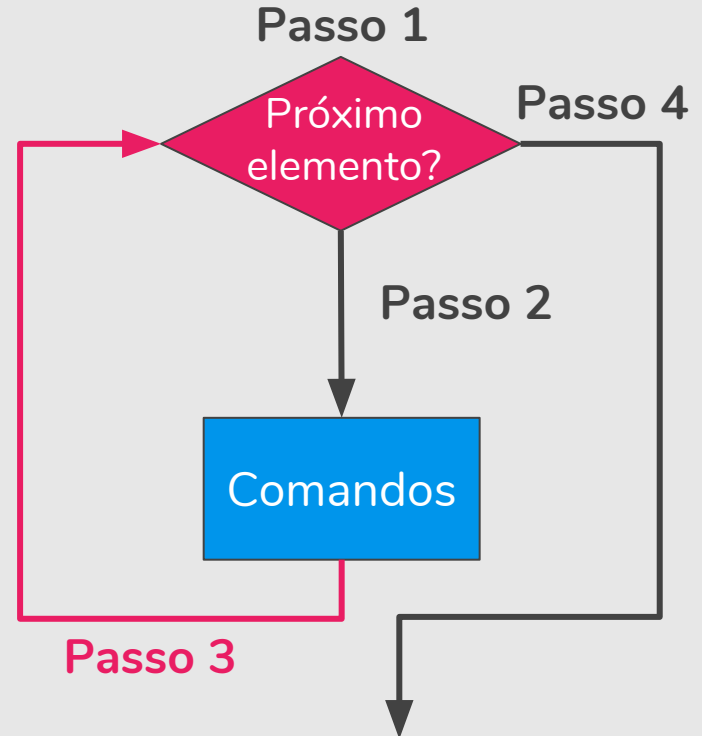 Passo 1
Próximo
elemento?
Passo 4
Passo 2
Comandos
Passo 3